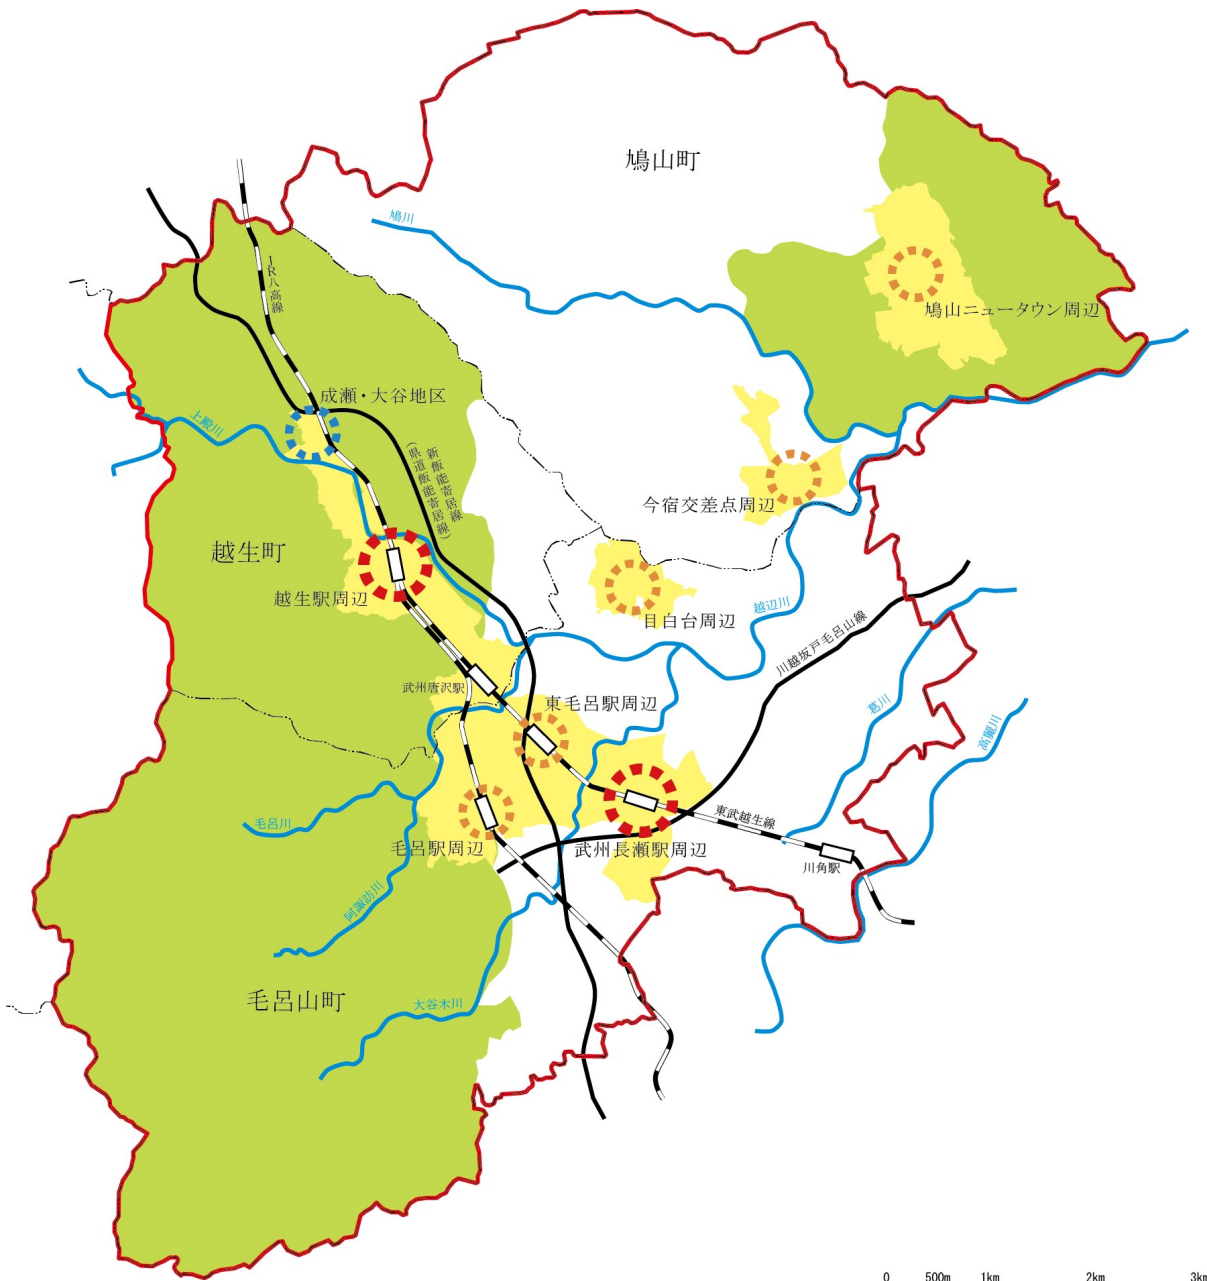 鳩山町
鳩川
JR八高線
鳩山ニュータウン周辺
成瀬・大谷地区
上殿川
新飯能寄居線
(県道飯能寄居線)
今宿交差点周辺
越生町
越生駅周辺
目白台周辺
越辺川
川越坂戸毛呂山線
武州唐沢駅
東毛呂駅周辺
葛川
高麗川
毛呂川
東武越生線
毛呂駅周辺
武州長瀬駅周辺
川角駅
阿諏訪川
毛呂山町
大谷木川
0 500m 1km 2km 3km